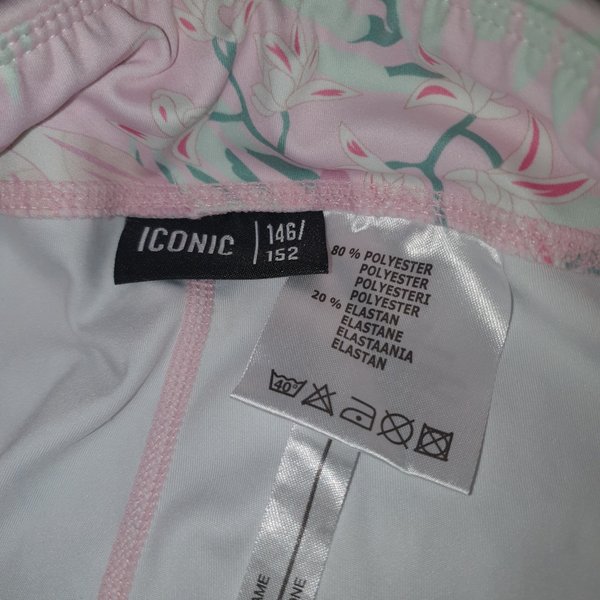 ICONIC
146/
152
80 % POLYESTER
POLYESTER
POLYESTERI
POLYESTER
20 % ELASTAN
ELASTANE
ELASTAANIA
ELASTAN
40°